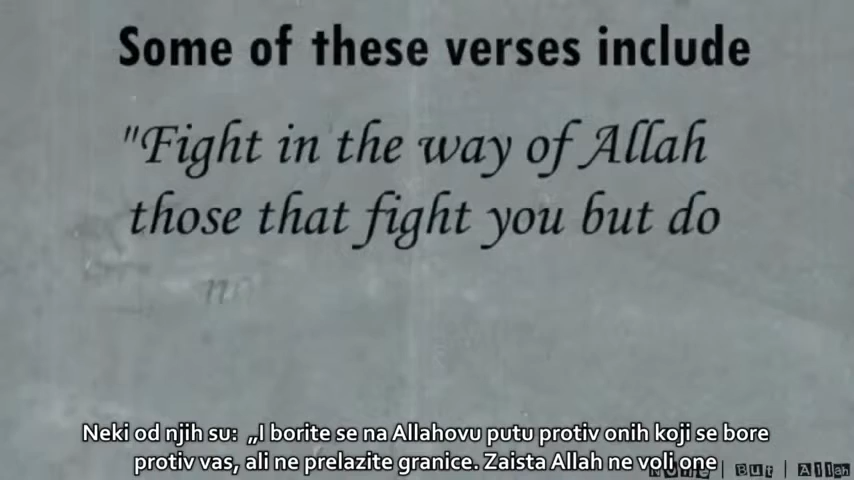 Some of these verses include
"Fight in the way of Allah
those that fight you but do
Neki od njih su: „I borite se na Allahovu putu protiv onih koji se bore
protiv vas, ali ne prelazite granice. Zaista Allah ne voli one
| But | Allah